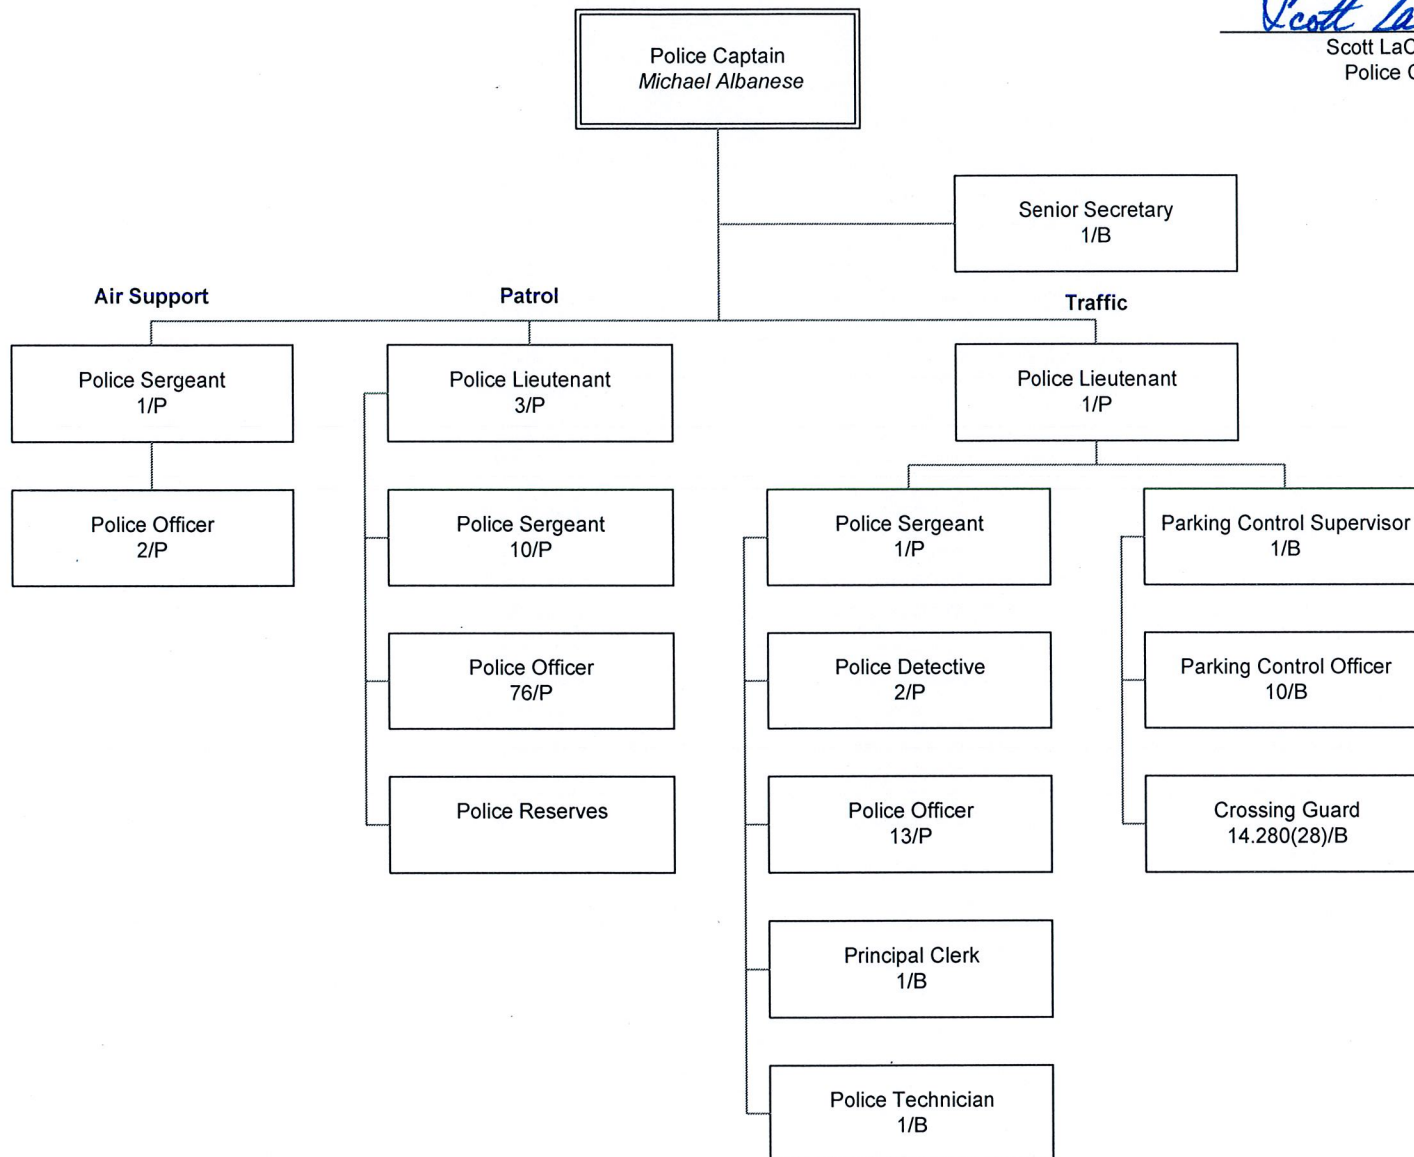 Scott
Scott
Police
Police Captain
Michael Albanese
Senior Secretary
1/B
Air Support
Patrol
Traffic
Police Sergeant
1/P
Police Officer
2/P
Police Lieutenant
3/P
Police Sergeant
10/P
Police Officer
76/P
Police Reserves
Police Lieutenant
1/P
Police Sergeant
1/P
Police Detective
2/P
Police Officer
13/P
Principal Clerk
1/B
Police Technician
1/B
Parking Control Supervisor
1/B
Parking Control Officer
10/B
Crossing Guard
14.280(28)/B